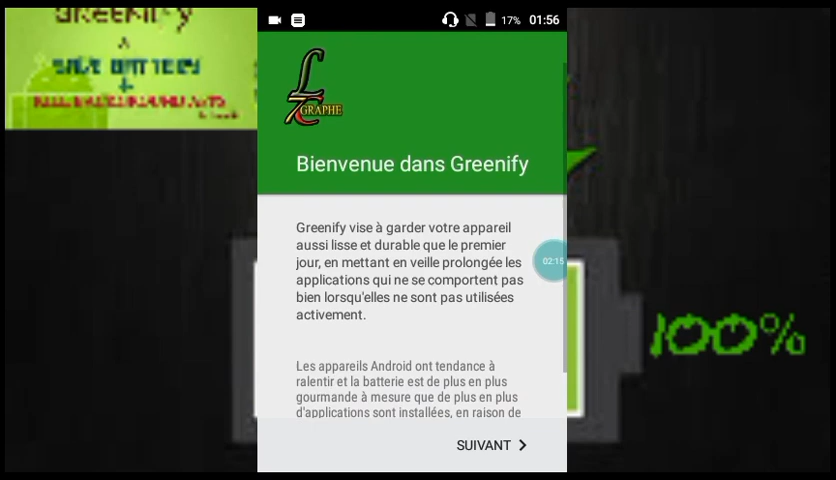 GREENIFY
&
SAVE BATTERY
+
17% 01:56
L
7C GRAPHE
Bienvenue dans Greenify
Greenify vise à garder votre appareil
aussi lisse et durable que le premier
jour, en mettant en veille prolongée les
applications qui ne se comportent pas
bien lorsqu'elles ne sont pas utilisées
activement.
02:15
Les appareils Android ont tendance à
ralentir et la batterie est de plus en plus
gourmande à mesure que de plus en plus
d'applications sont installées, en raison de
SUIVANT
100%